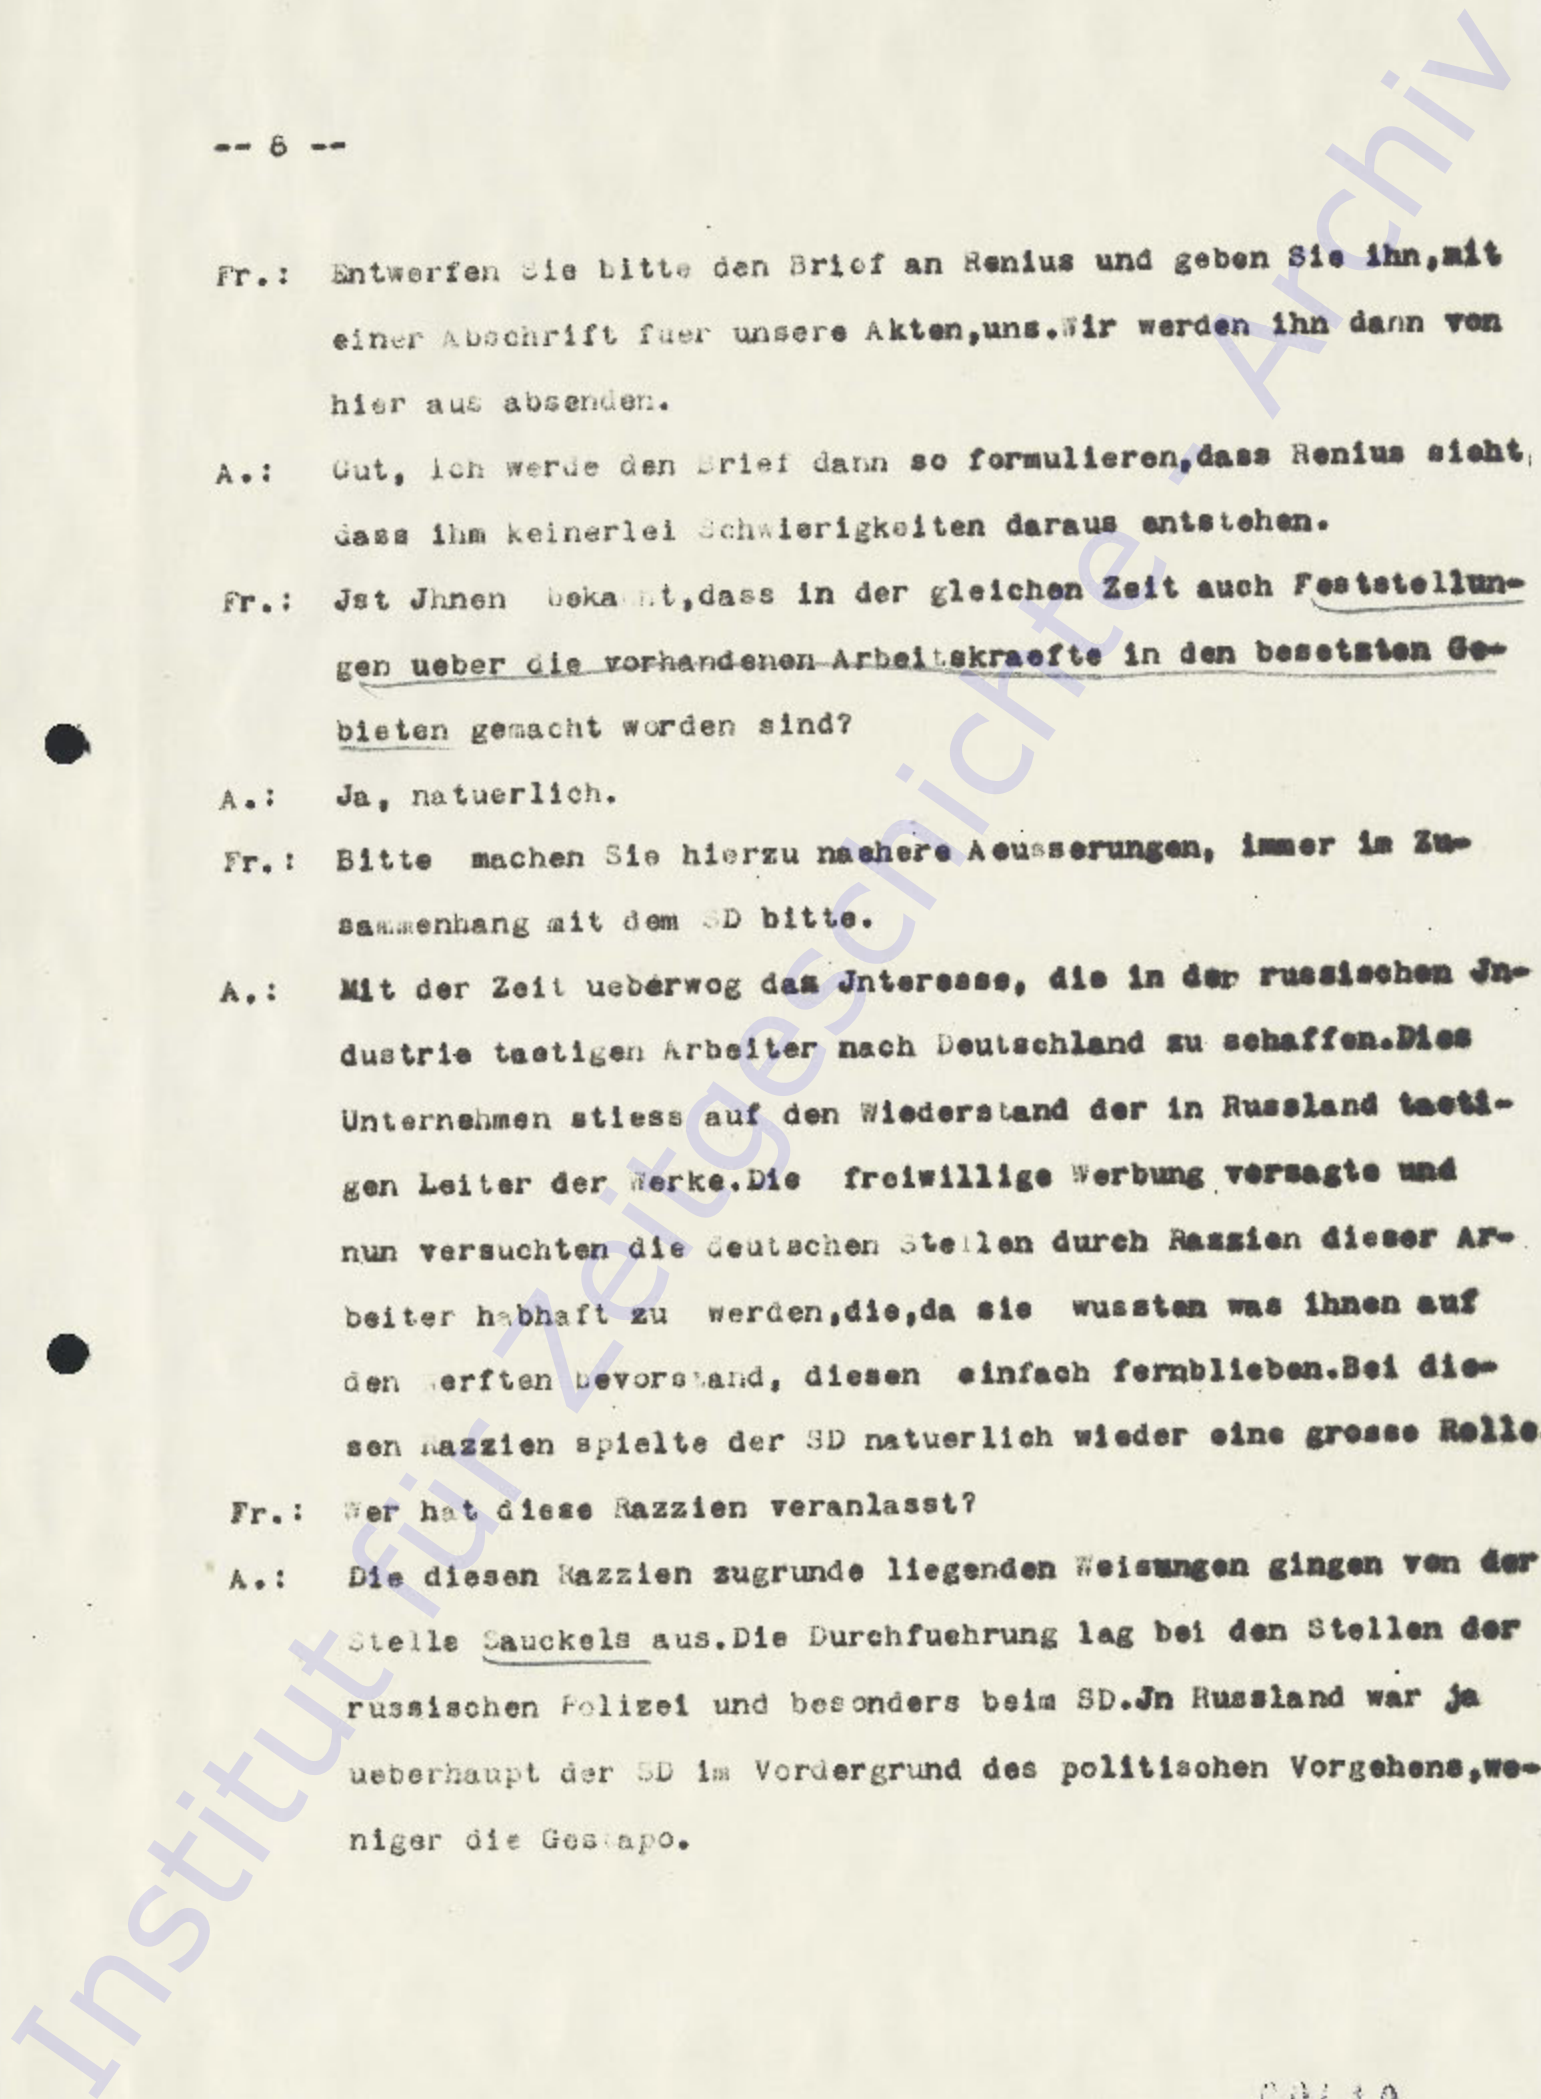 -- 8 --
Fr.: Entwerfen Sie bitte den Brief an Renius und geben Sie ihn,mit
einer Abschrift fuer unsere Akten,uns.Wir werden ihn dann von
hier aus absenden.
A.: Gut, ich werde den Brief dann so formulieren,dass Renius sieht,
dass ihm keinerlei Schwierigkeiten daraus entstehen.
Fr.: Jst Jhnen bekannt,dass in der gleichen Zeit auch Feststellun-
gen ueber die vorhandenen Arbeitskraefte in den besetzten Ge-
bieten gemacht worden sind?
A.: Ja, natuerlich.
Fr.: Bitte machen Sie hierzu naehere Aeusserungen, immer im Zu-
sammenhang mit dem SD bitte.
A.: Mit der Zeit ueberwog das Jnteresse, die in der russischen Jn-
dustrie taetigen Arbeiter nach Deutschland zu schaffen.Dies
Unternehmen stiess auf den Wiederstand der in Russland taeti-
gen Leiter der Werke.Die freiwillige Werbung versagte und
nun versuchten die deutschen Stellen durch Razzien dieser Ar-
beiter habhaft zu werden,die,da sie wussten was ihnen auf
den Werften bevorstand, diesen einfach fernblieben.Bei die-
sen Razzien spielte der SD natuerlich wieder eine grosse Rolle.
Fr.: Wer hat diese Razzien veranlasst?
A.: Die diesen Razzien zugrunde liegenden Weisungen gingen von der
Stelle Sauckels aus.Die Durchfuehrung lag bei den Stellen der
russischen Polizei und besonders beim SD.Jn Russland war ja
ueberhaupt der SD im Vordergrund des politischen Vorgehens,we-
niger die Gestapo.
Institut für Zeitgeschichte - Archiv